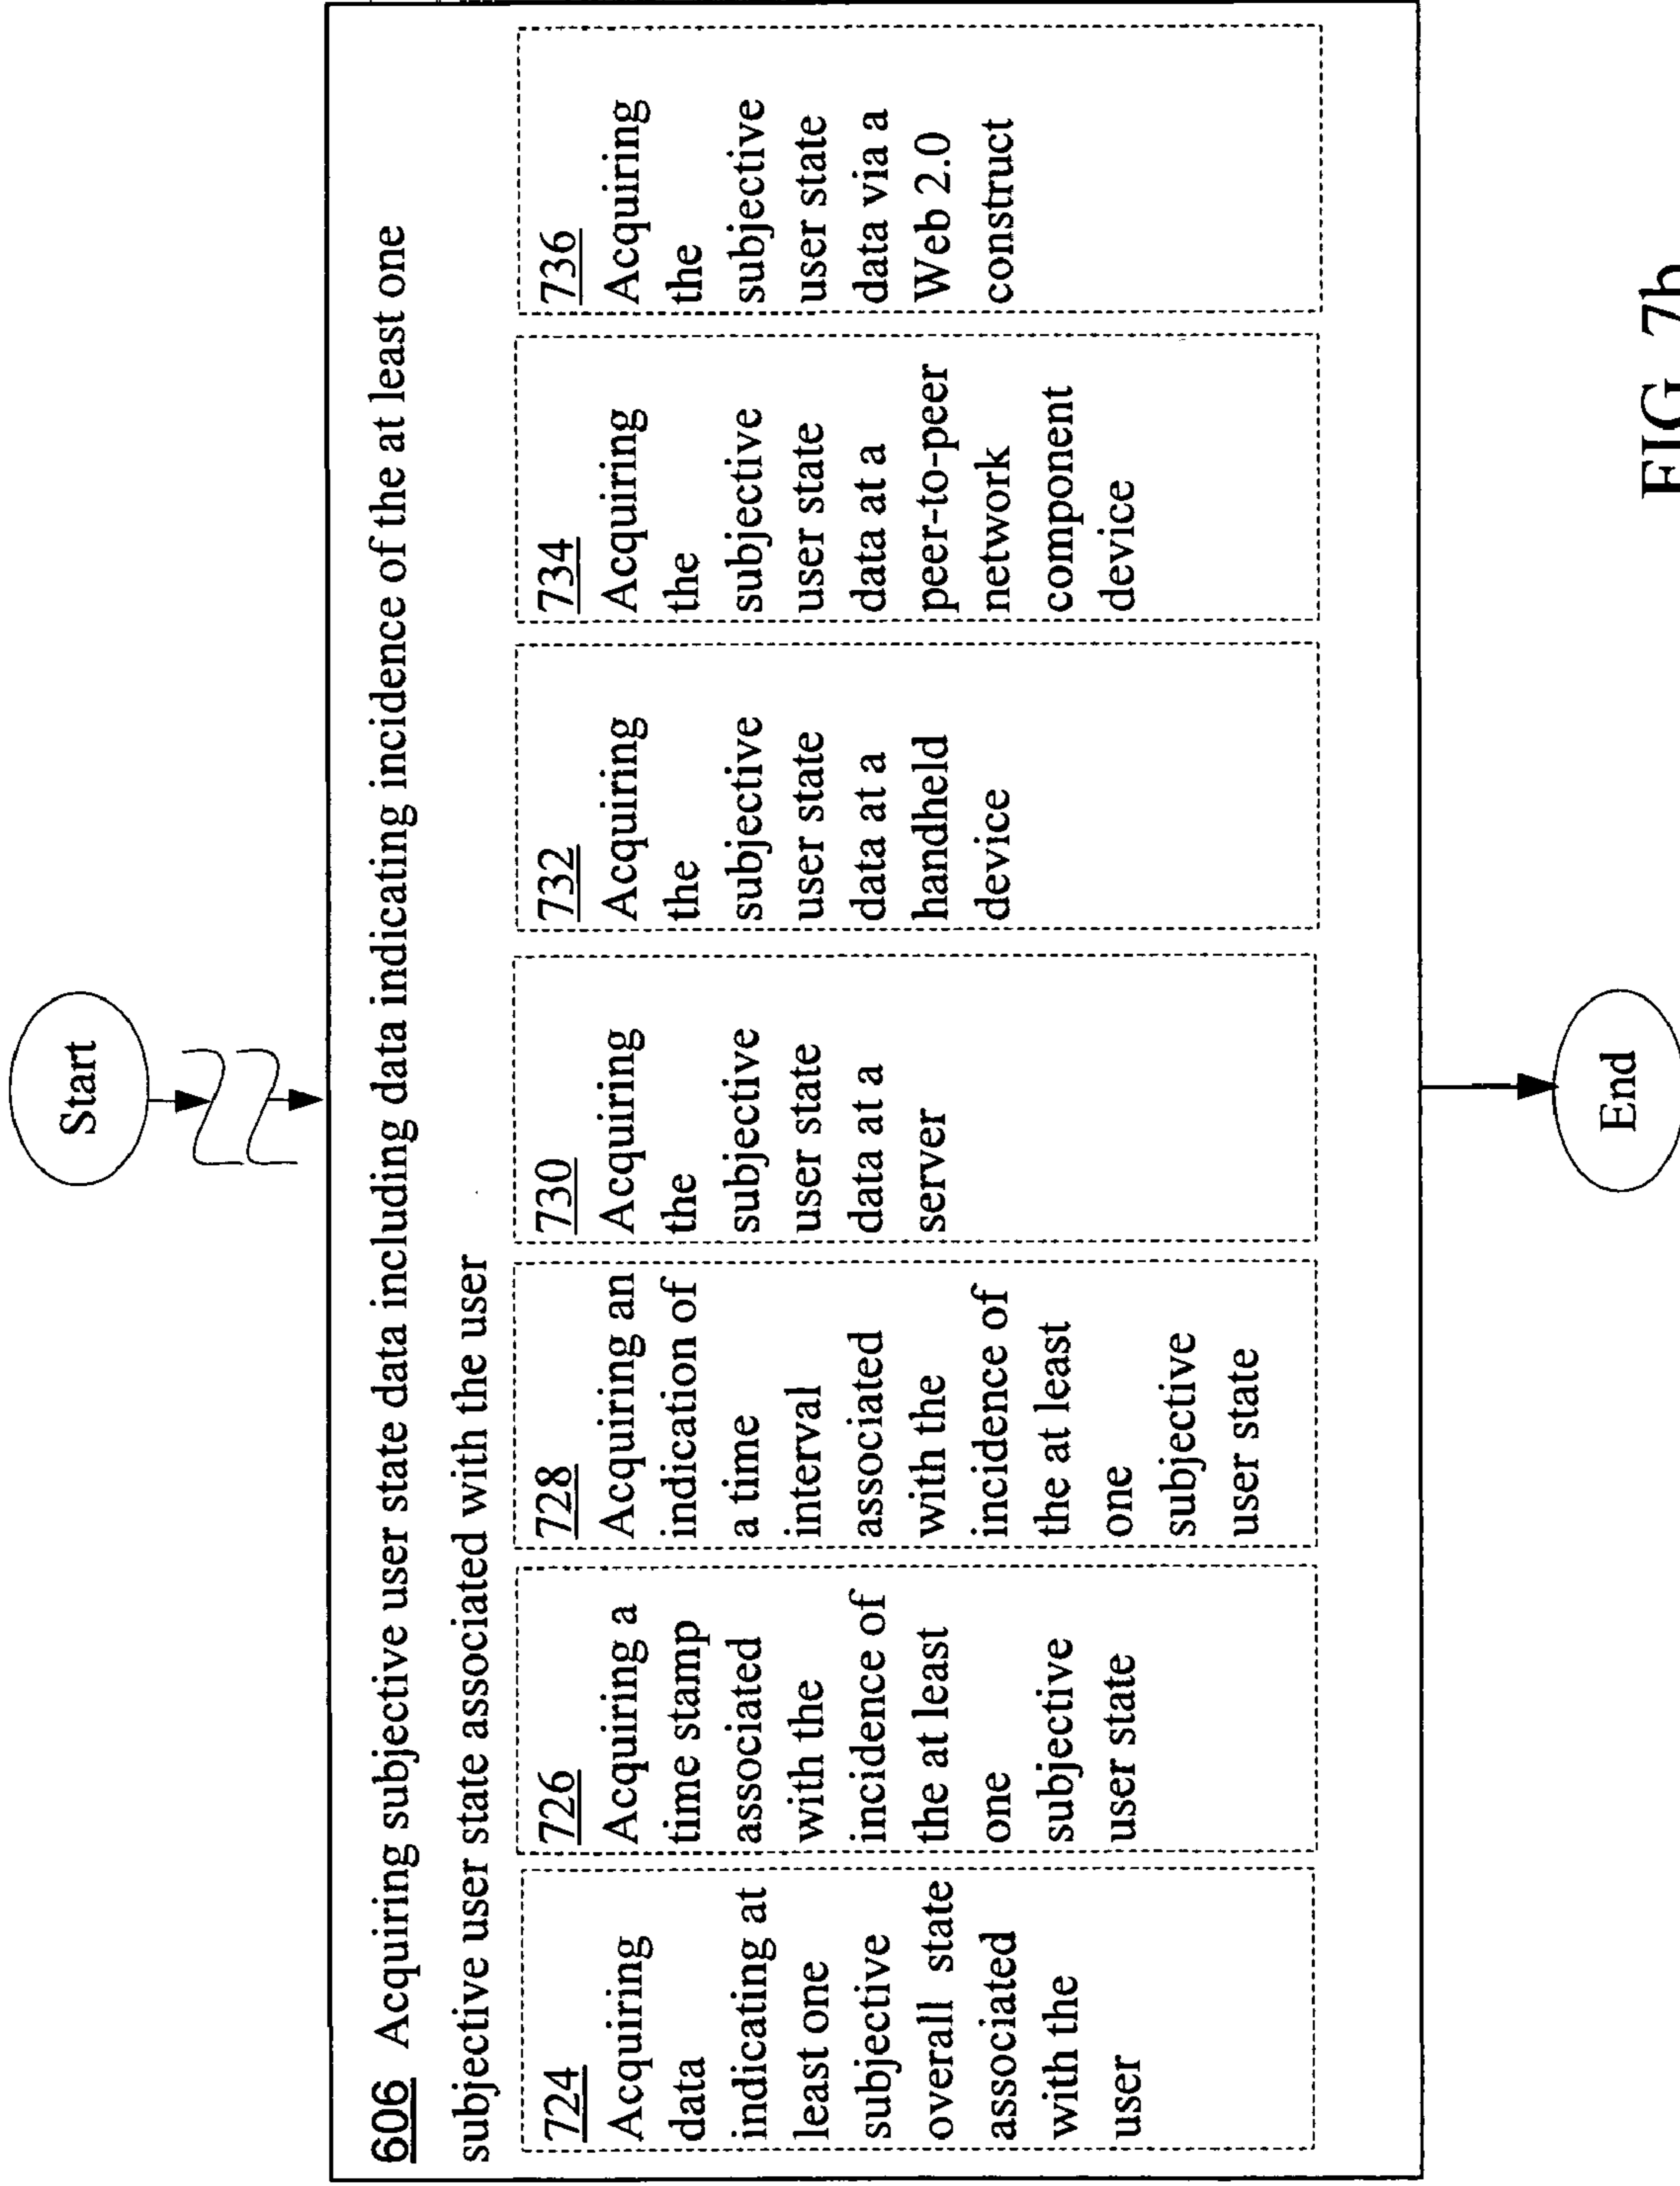 Start
606 Acquiring subjective user state data including data indicating incidence of the at least one
subjective user state associated with the user
724
Acquiring
data
indicating at
least one
subjective
overall state
associated
with the
user
726
Acquiring a
time stamp
associated
with the
incidence of
the at least
one
subjective
user state
728
Acquiring an
indication of
a time
interval
associated
with the
incidence of
the at least
one
subjective
user state
730
Acquiring
the
subjective
user state
data at a
server
732
Acquiring
the
subjective
user state
data at a
handheld
device
734
Acquiring
the
subjective
user state
data at a
peer-to-peer
network
component
device
736
Acquiring
the
subjective
user state
data via a
Web 2.0
construct
End
FIG. 7b